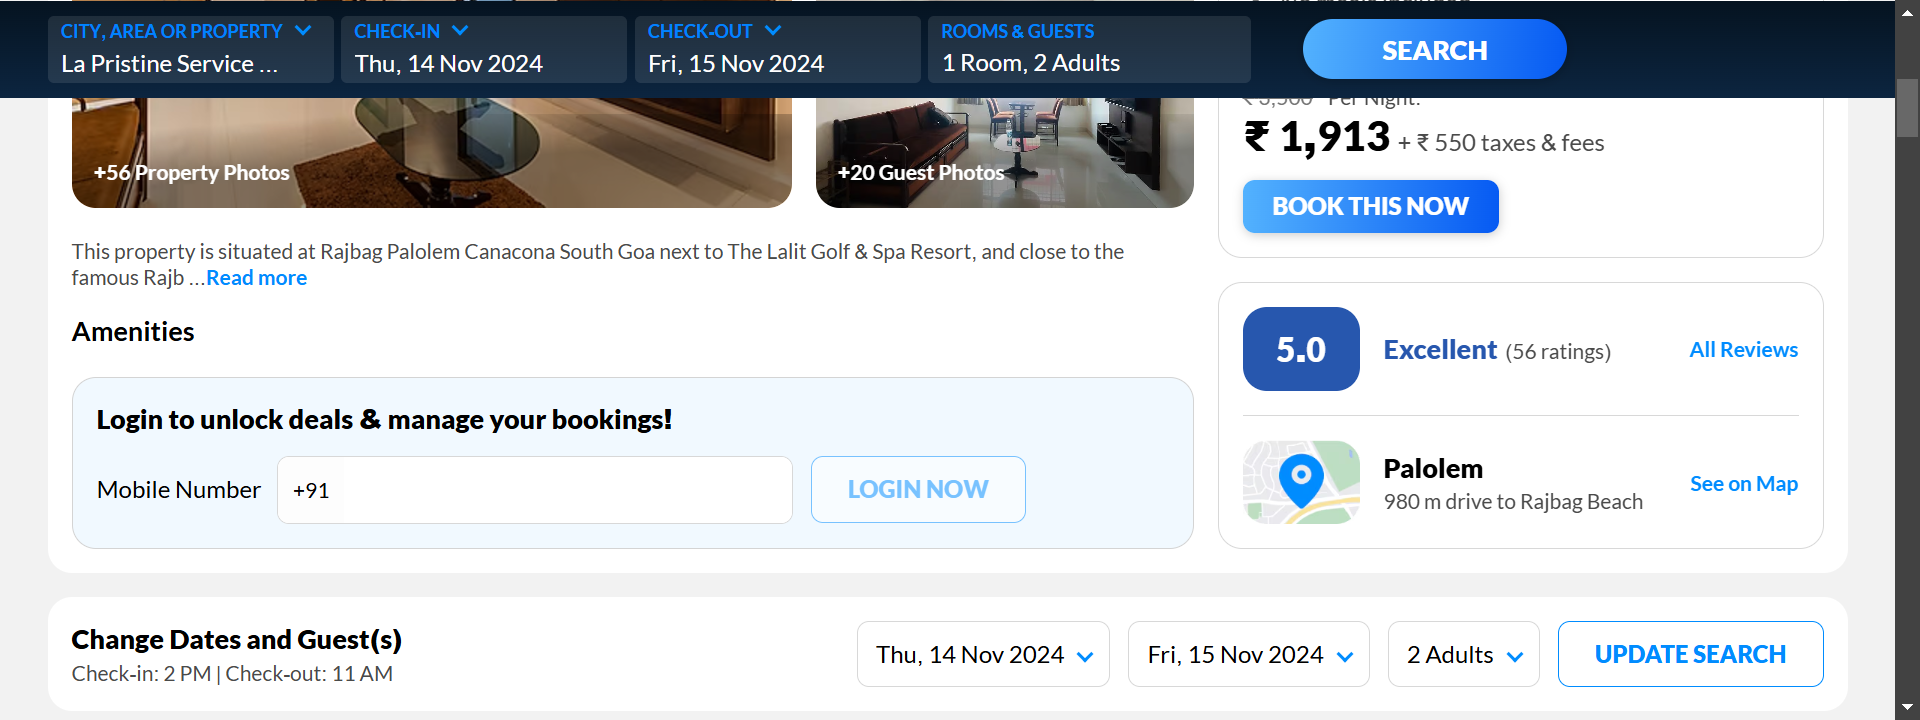 CITY, AREA OR PROPERTY
La Pristine Service ...
CHECK-IN
Thu, 14 Nov 2024
CHECK-OUT
Fri, 15 Nov 2024
ROOMS & GUESTS
1 Room, 2 Adults
SEARCH
+56 Property Photos
+20 Guest Photos
₹ 3,500 Per Night:
₹ 1,913 + ₹ 550 taxes & fees
BOOK THIS NOW
This property is situated at Rajbag Palolem Canacona South Goa next to The Lalit Golf & Spa Resort, and close to the
famous Rajb ...Read more
Amenities
Login to unlock deals & manage your bookings!
Mobile Number
+91
LOGIN NOW
5.0
Excellent (56 ratings)
All Reviews
Palolem
980 m drive to Rajbag Beach
See on Map
Change Dates and Guest(s)
Check-in: 2 PM | Check-out: 11 AM
Thu, 14 Nov 2024
Fri, 15 Nov 2024
2 Adults
UPDATE SEARCH